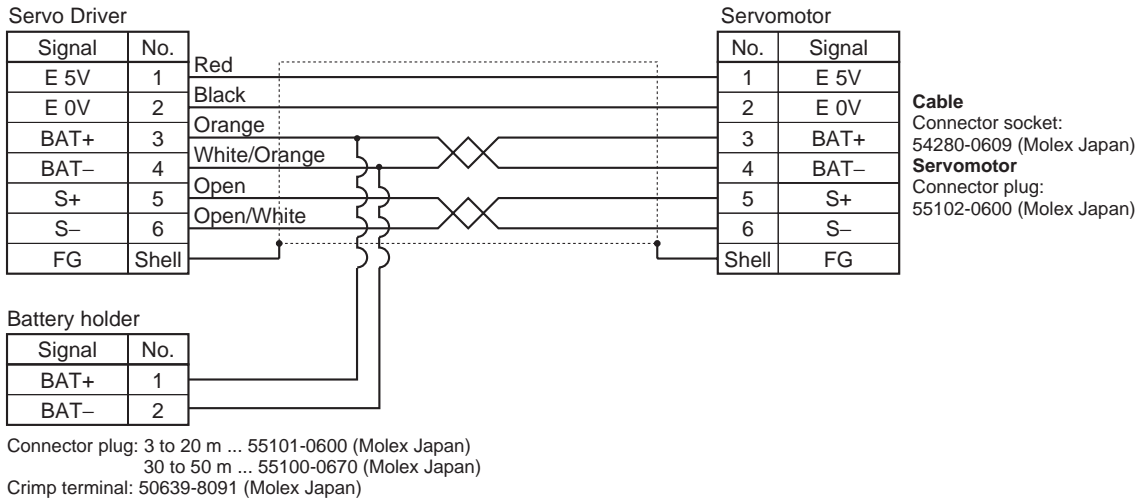 Servo Driver
Servomotor
Signal No.
No. Signal
Red
E 5V 1
1 E 5V
Black
E 0V 2
2 E 0V
Orange
BAT+ 3
3 BAT+
White/Orange
BAT− 4
4 BAT−
Open
S+ 5
5 S+
Open/White
S− 6
6 S−
FG Shell
Shell FG
Cable
Connector socket:
54280-0609 (Molex Japan)
Servomotor
Connector plug:
55102-0600 (Molex Japan)
Battery holder
Signal No.
BAT+ 1
BAT− 2
Connector plug: 3 to 20 m ... 55101-0600 (Molex Japan)
30 to 50 m ... 55100-0670 (Molex Japan)
Crimp terminal: 50639-8091 (Molex Japan)